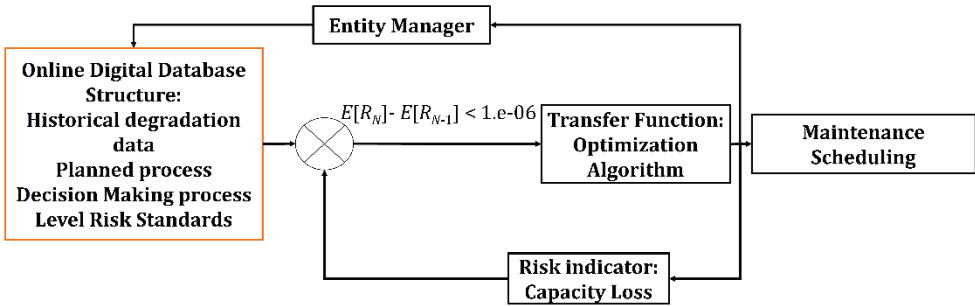 Entity Manager
Online Digital Database
Structure:
Historical degradation
data
Planned process
Decision Making process
Level Risk Standards
E[R_N]- E[R_{N-1}] < 1.e-06
Transfer Function:
Optimization
Algorithm
Maintenance
Scheduling
Risk indicator:
Capacity Loss